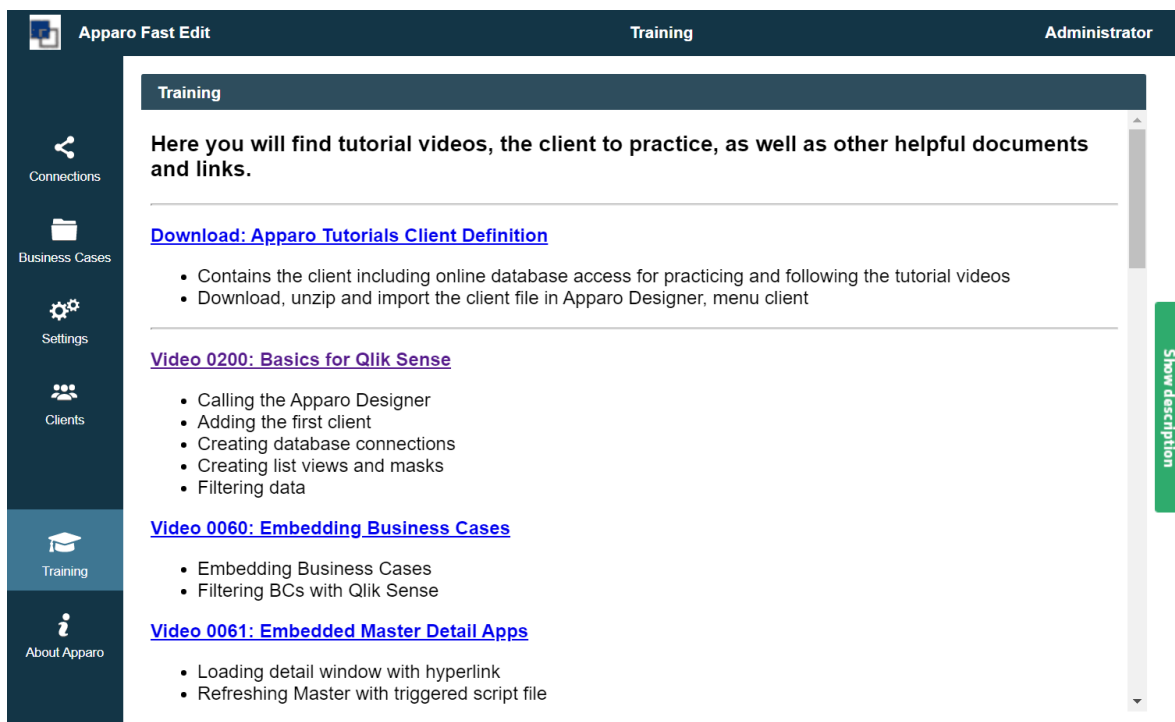 Apparo Fast Edit
Training
Administrator
Connections
Business Cases
Settings
Clients
Training
About Apparo
Training
Here you will find tutorial videos, the client to practice, as well as other helpful documents
and links.
Download: Apparo Tutorials Client Definition
• Contains the client including online database access for practicing and following the tutorial videos
• Download, unzip and import the client file in Apparo Designer, menu client
Video 0200: Basics for Qlik Sense
• Calling the Apparo Designer
• Adding the first client
• Creating database connections
• Creating list views and masks
• Filtering data
Video 0060: Embedding Business Cases
• Embedding Business Cases
• Filtering BCs with Qlik Sense
Video 0061: Embedded Master Detail Apps
• Loading detail window with hyperlink
• Refreshing Master with triggered script file
Show description